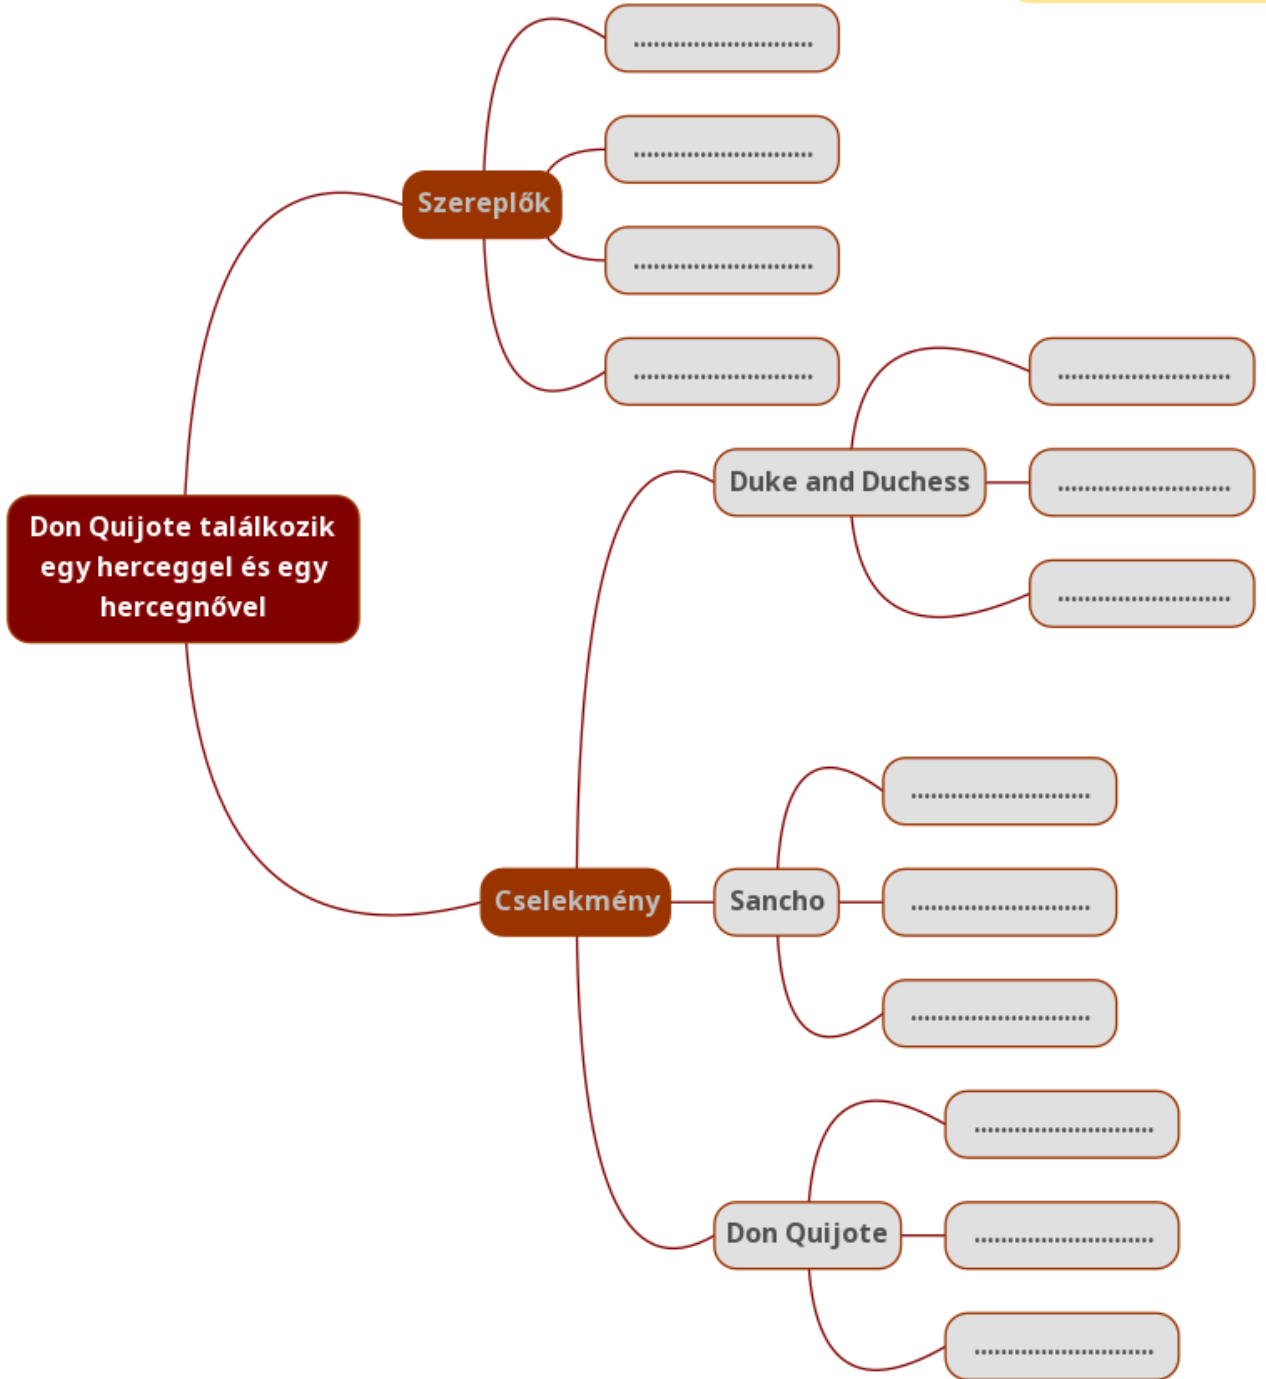 ..............................
..............................
Szereplők
..............................
..............................
..............................
Duke and Duchess
..............................
..............................
Don Quijote találkozik
egy herceggel és egy
hercegnővel
..............................
Cselekmény
Sancho
..............................
..............................
..............................
Don Quijote
..............................
..............................